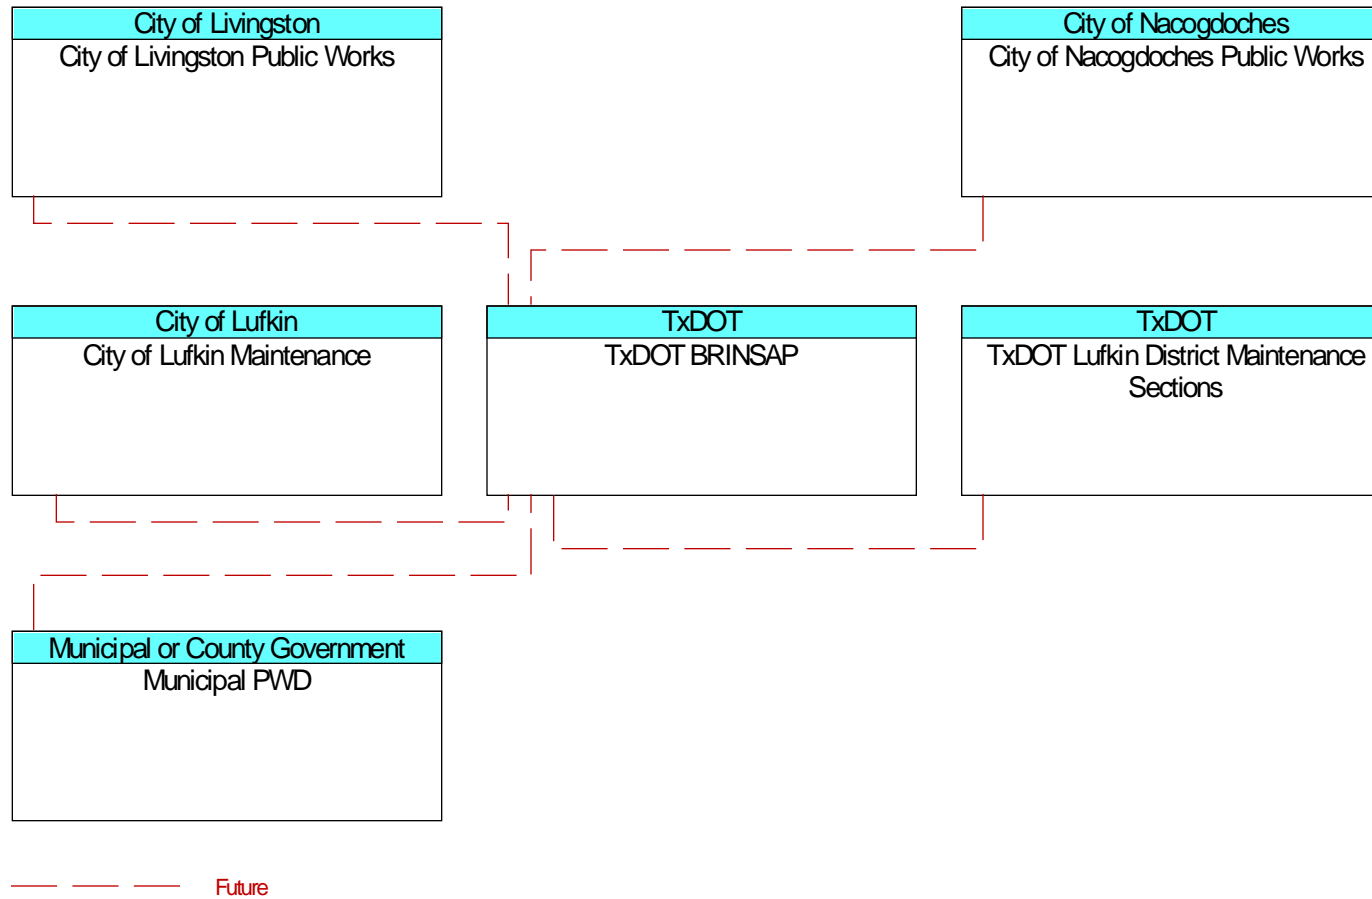 City of Livingston
City of Livingston Public Works
City of Nacogdoches
City of Nacogdoches Public Works
City of Lufkin
City of Lufkin Maintenance
TxDOT
TxDOT BRINSAP
TxDOT
TxDOT Lufkin District Maintenance
Sections
Municipal or County Government
Municipal PWD
Future